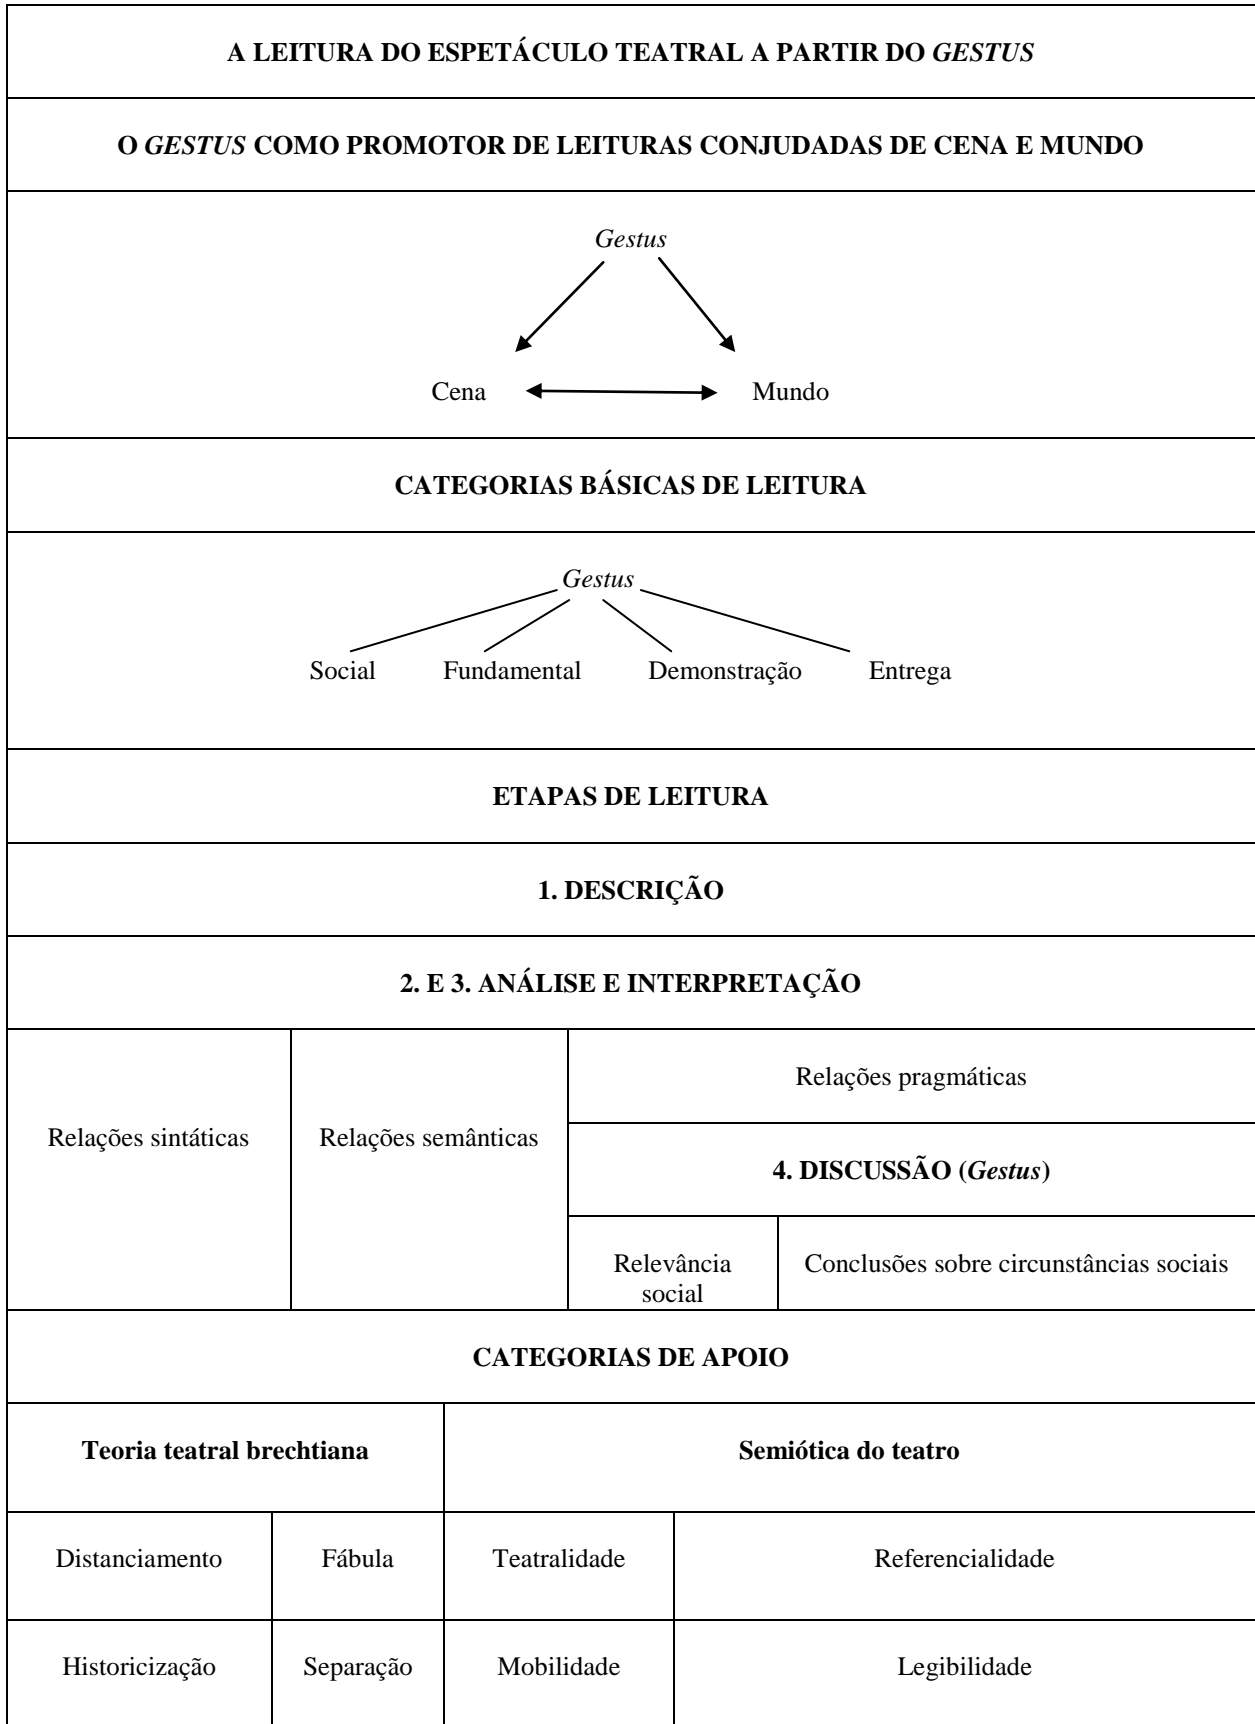 A LEITURA DO ESPETÁCULO TEATRAL A PARTIR DO GESTUS
O GESTUS COMO PROMOTOR DE LEITURAS CONJUDADAS DE CENA E MUNDO
Gestus
Cena Mundo
CATEGORIAS BÁSICAS DE LEITURA
Gestus
Social Fundamental Demonstração Entrega
ETAPAS DE LEITURA
1. DESCRIÇÃO
2. E 3. ANÁLISE E INTERPRETAÇÃO
Relações sintáticas
Relações semânticas
Relações pragmáticas
4. DISCUSSÃO (Gestus)
Relevância
social
Conclusões sobre circunstâncias sociais
CATEGORIAS DE APOIO
Teoria teatral brechtiana
Semiótica do teatro
Distanciamento
Fábula
Teatralidade
Referencialidade
Historicização
Separação
Mobilidade
Legibilidade